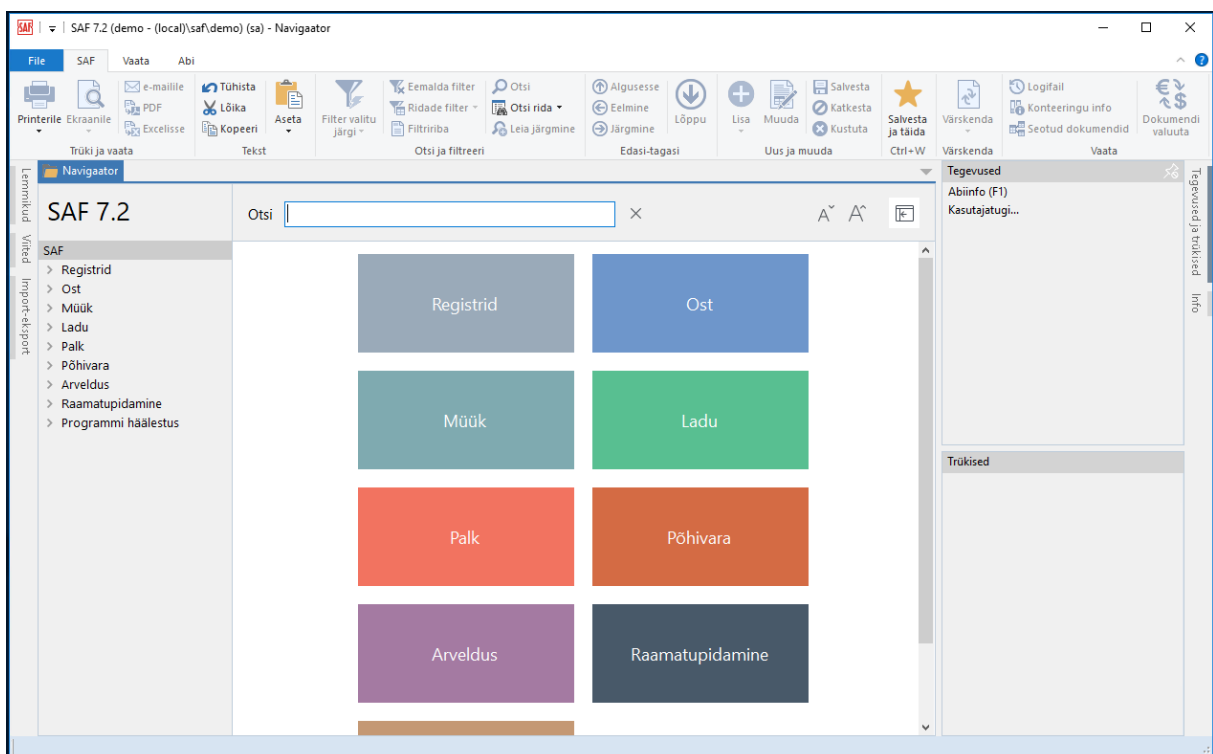 SAF SAF 7.2 (demo - (local)\saf\demo) (sa) - Navigaator
File SAF Vaata Abi
Printerile Ekraanile e-mailile PDF Excelisse
Trüki ja vaata
Tühista Lõika Kopeeri Aseta
Tekst
Filter valitu järgi Eemalda filter Ridade filter Filtririba Otsi Otsi rida Leia järgmine
Otsi ja filtreeri
Algusesse Eelmine Järgmine Lõppu
Edasi-tagasi
Lisa Muuda Salvesta Katkesta Kustuta
Uus ja muuda
Salvesta ja täida
Ctrl+W
Värskenda
Värskenda
Logifail Konteeringu info Seotud dokumendid Dokumendi valuuta
Vaata
Lemmikud
Viited
Import-eksport
Navigaator
SAF 7.2
Otsi
SAF
Registrid
Ost
Müük
Ladu
Palk
Põhivara
Arveldus
Raamatupidamine
Programmi häälestus
Registrid
Ost
Müük
Ladu
Palk
Põhivara
Arveldus
Raamatupidamine
Tegevused
Abiinfo (F1)
Kasutajatugi...
Trükised
Tegevused ja trükised
Info